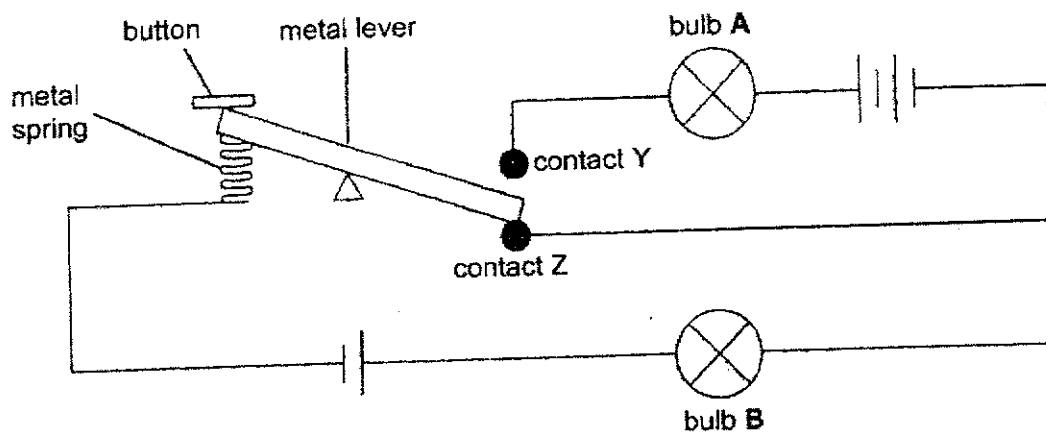 button
metal lever
bulb A
metal
spring
contact Y
contact Z
bulb B